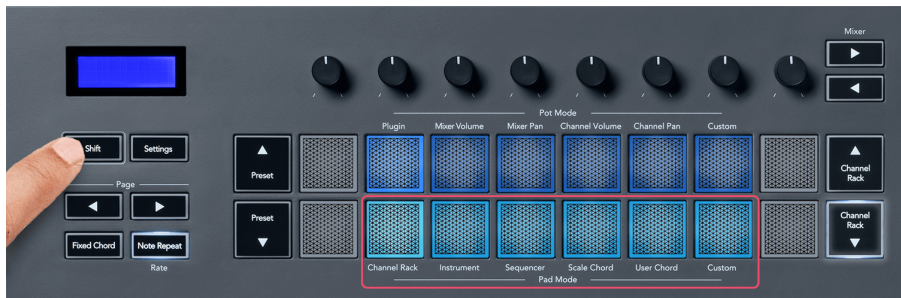 Mixer
Pot Mode
Plugin
Mixer Volume
Mixer Pan
Channel Volume
Channel Pan
Custom
Shift
Settings
Preset
Channel
Rack
Page
Fixed Chord
Note Repeat
Rate
Preset
Channel
Rack
Channel Rack
Instrument
Sequencer
Scale Chord
User Chord
Custom
Pad Mode